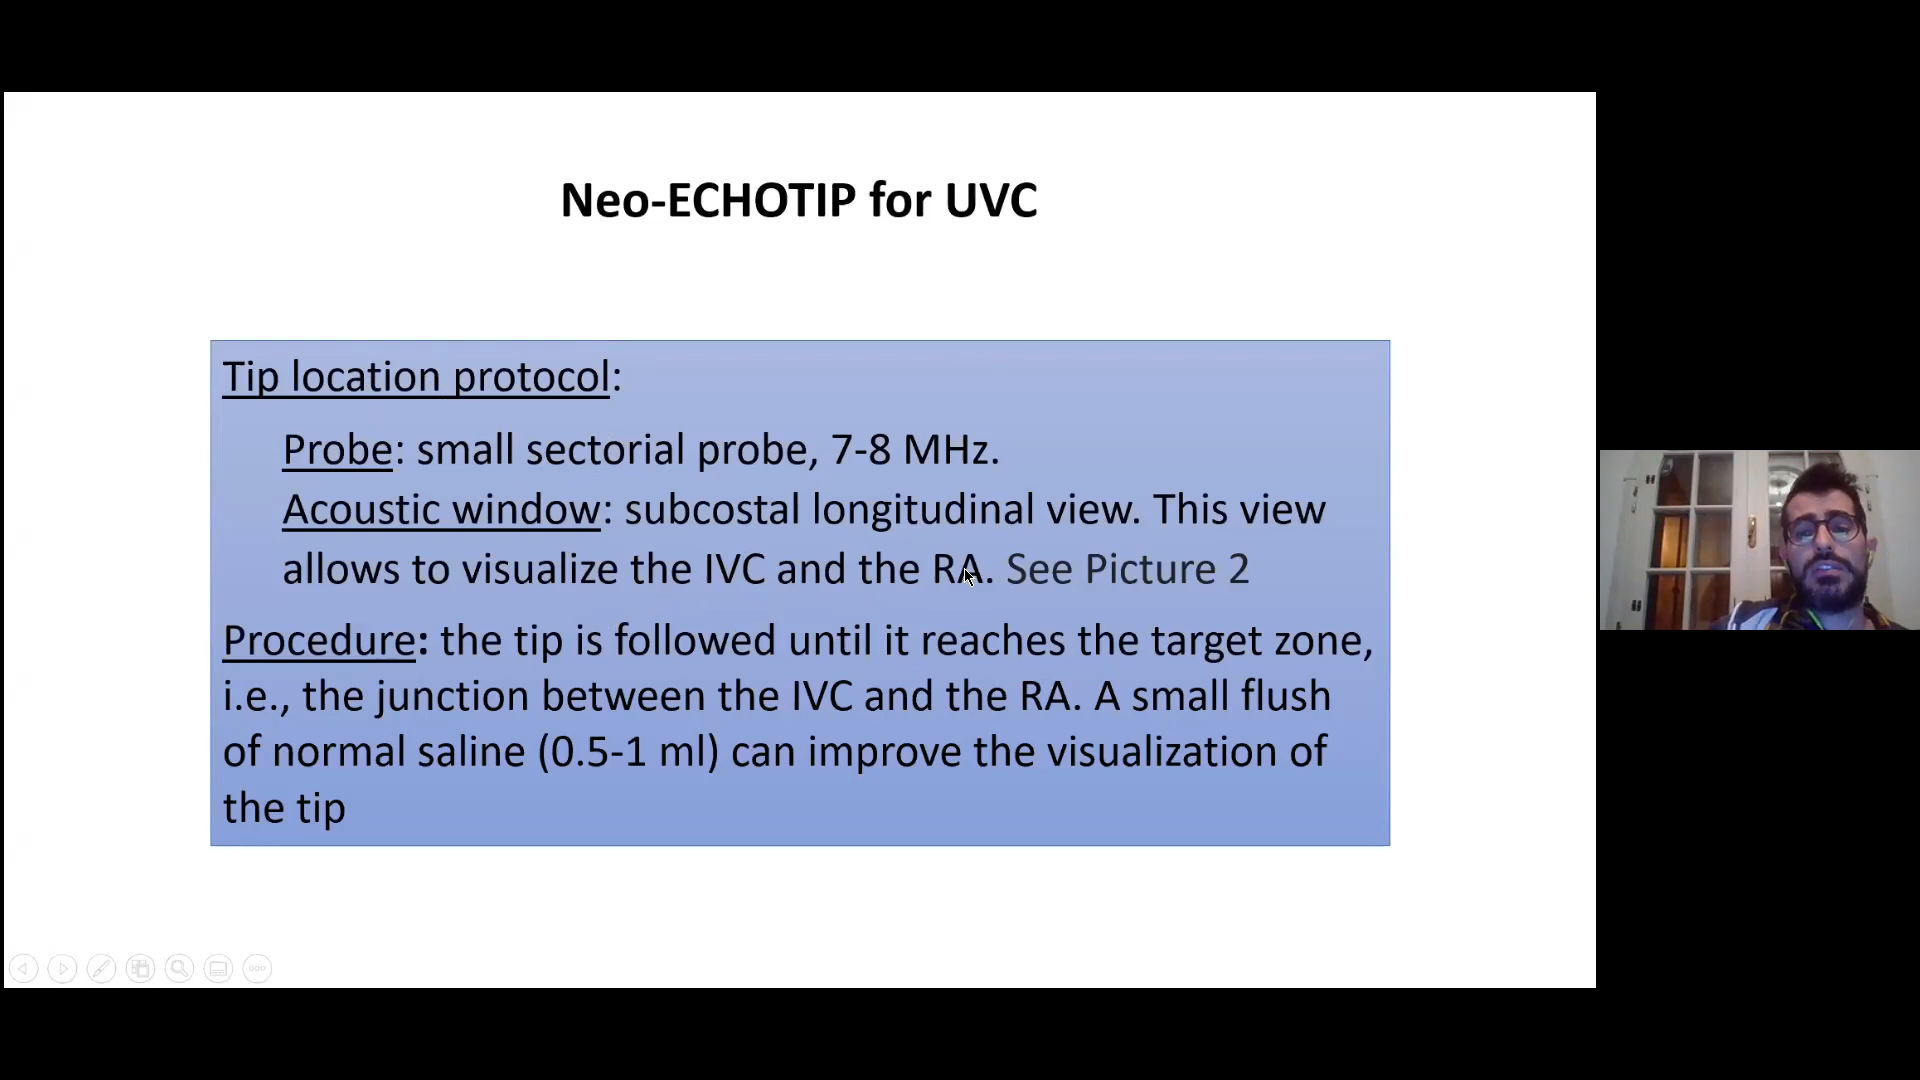 Neo-ECHOTIP for UVC
Tip location protocol:
Probe: small sectorial probe, 7-8 MHz.
Acoustic window: subcostal longitudinal view. This view
allows to visualize the IVC and the RA. See Picture 2
Procedure: the tip is followed until it reaches the target zone,
i.e., the junction between the IVC and the RA. A small flush
of normal saline (0.5-1 ml) can improve the visualization of
the tip